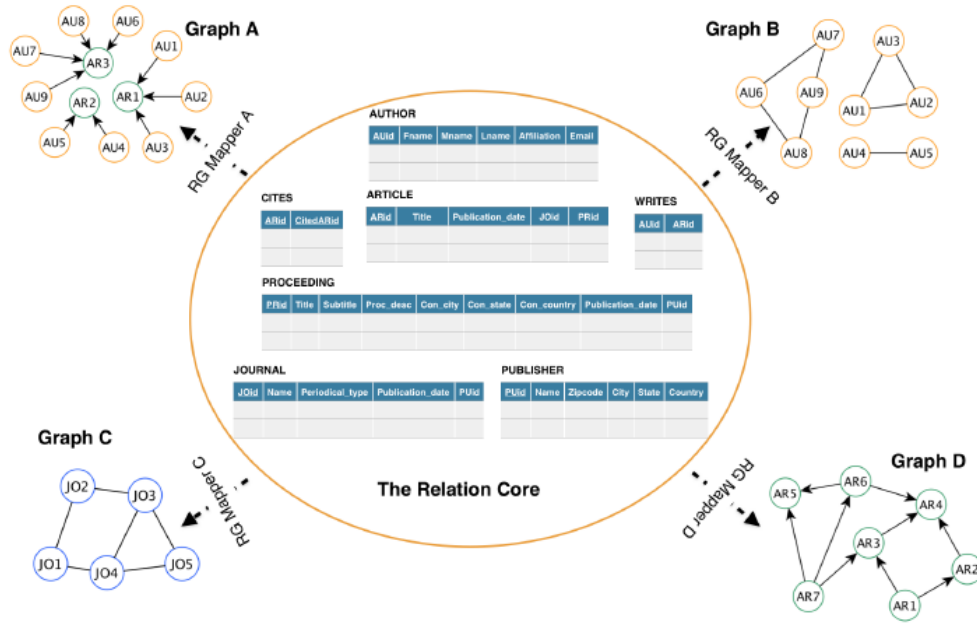 Graph A
AU8
AU6
AU7
AR3
AU1
AU9
AR2
AR1
AU2
AU5
AU4
AU3
RG Mapper A
Graph B
AU7
AU3
AU6
AU9
AU1
AU2
AU8
AU4
AU5
RG Mapper B
AUTHOR
AUid Fname Mname Lname Affiliation Email
CITES
ARid CitedARid
ARTICLE
ARid Title Publication_date JOid PRid
WRITES
AUid ARid
PROCEEDING
PRid Title Subtitle Proc_desc Con_city Con_state Con_country Publication_date PUid
JOURNAL
JOid Name Periodical_type Publication_date PUid
PUBLISHER
PUid Name Zipcode City State Country
The Relation Core
Graph C
JO2
JO3
JO1
JO4
JO5
RG Mapper C
Graph D
AR5
AR6
AR4
AR3
AR2
AR7
AR1
RG Mapper D